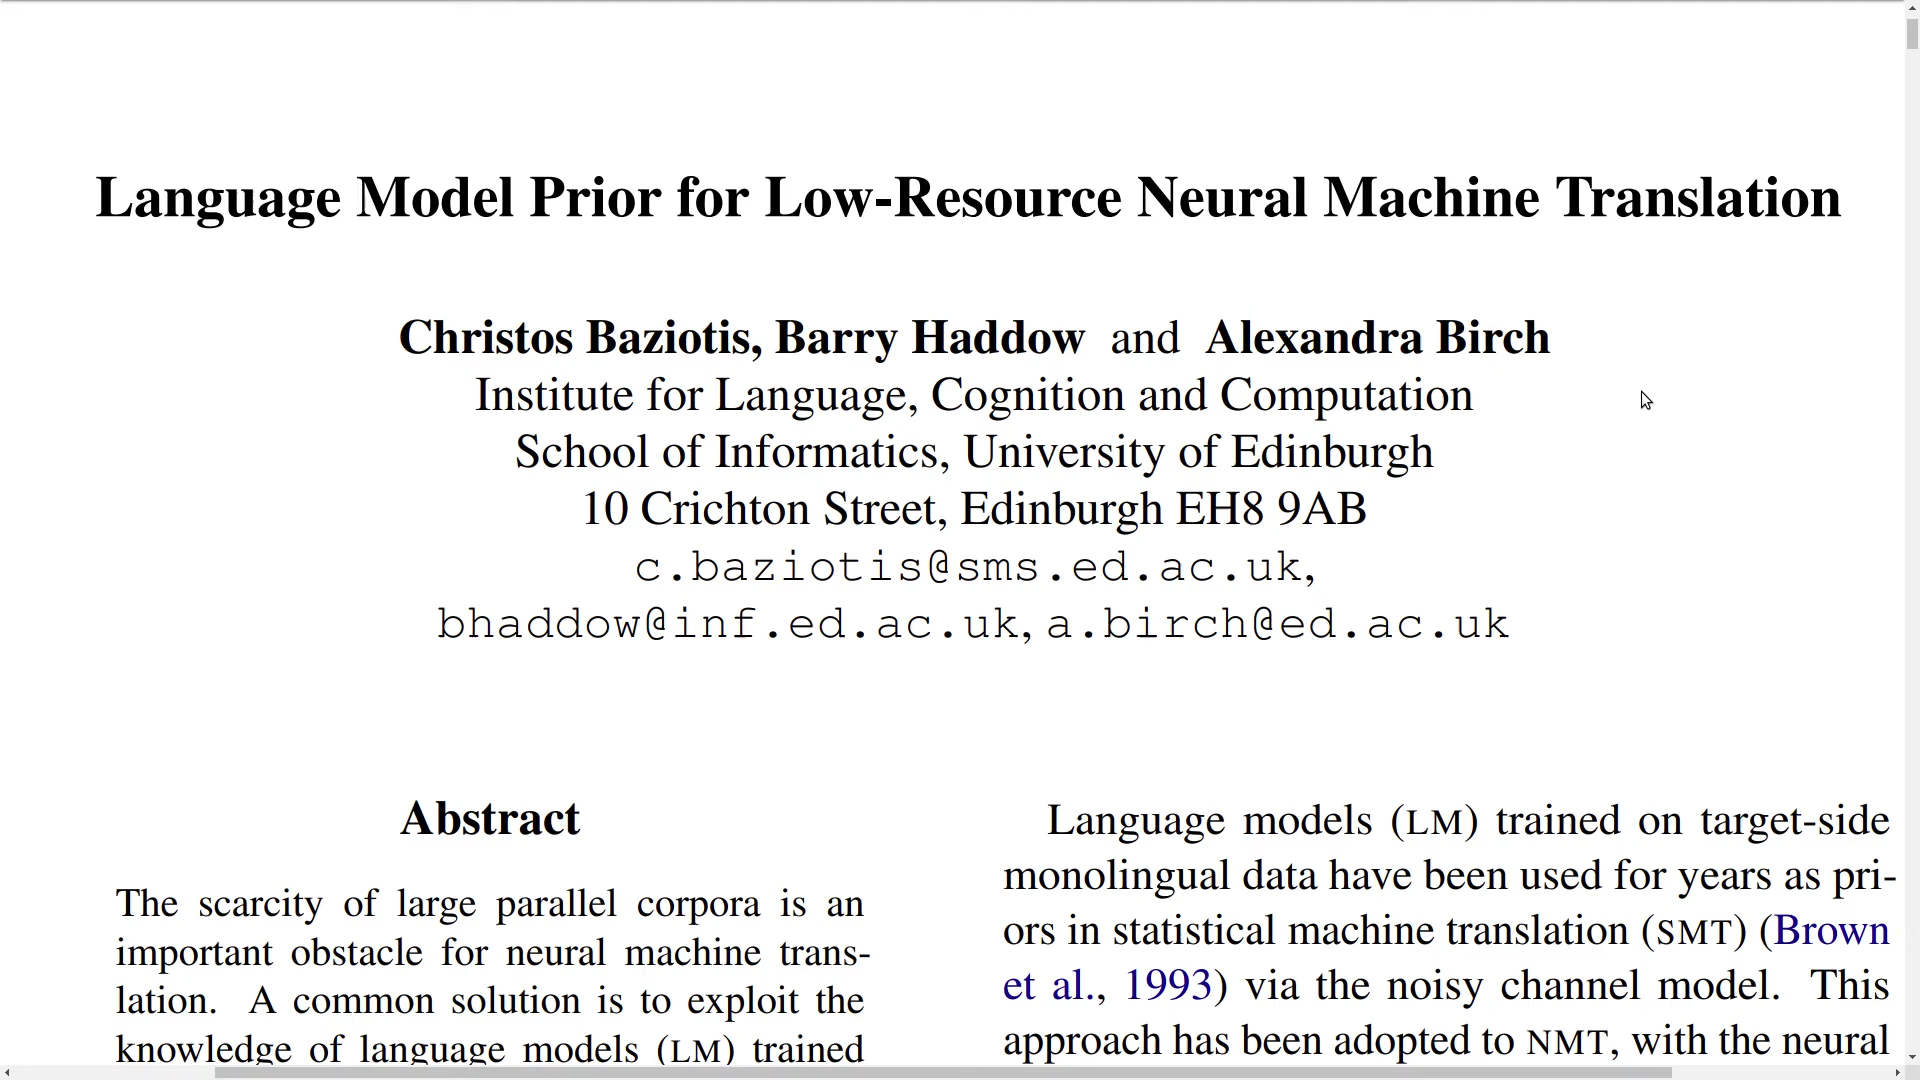 Language Model Prior for Low-Resource Neural Machine Translation
Christos Baziotis, Barry Haddow and Alexandra Birch
Institute for Language, Cognition and Computation
School of Informatics, University of Edinburgh
10 Crichton Street, Edinburgh EH8 9AB
c.baziotis@sms.ed.ac.uk,
bhaddow@inf.ed.ac.uk, a.birch@ed.ac.uk
Abstract
The scarcity of large parallel corpora is an
important obstacle for neural machine trans-
lation. A common solution is to exploit the
knowledge of language models (LM) trained
Language models (LM) trained on target-side
monolingual data have been used for years as pri-
ors in statistical machine translation (SMT) (Brown
et al., 1993) via the noisy channel model. This
approach has been adopted to NMT, with the neural